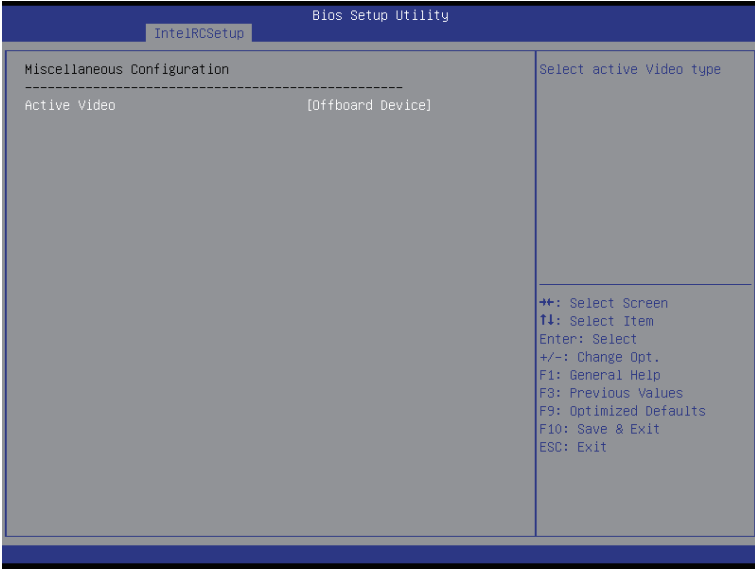 Bios Setup Utility
IntelRCSetup
Miscellaneous Configuration
--------------------------------------------------
Active Video [Offboard Device]
Select active Video type
→←: Select Screen
↑↓: Select Item
Enter: Select
+/-: Change Opt.
F1: General Help
F3: Previous Values
F9: Optimized Defaults
F10: Save & Exit
ESC: Exit